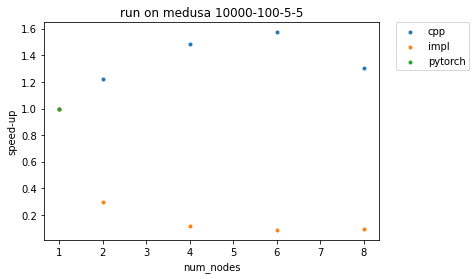 run on medusa 10000-100-5-5
cpp
impl
pytorch
speed-up
1.6
1.4
1.2
1.0
0.8
0.6
0.4
0.2
1 2 3 4 5 6 7 8
num_nodes